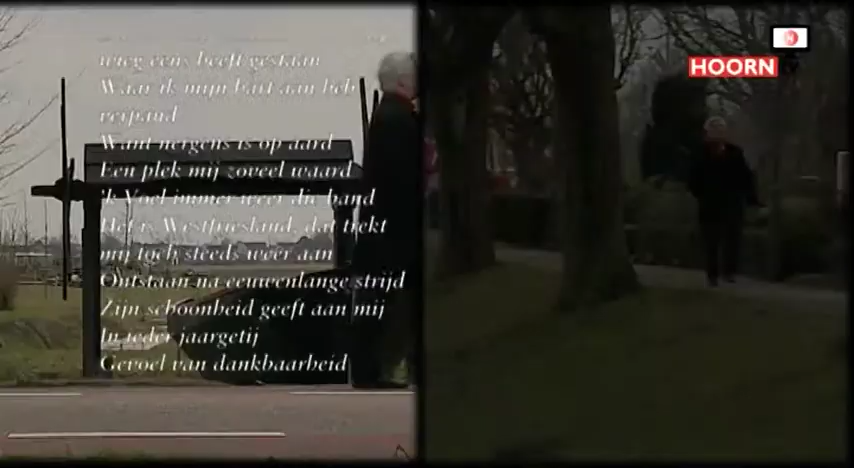 wieg eens heeft gestaan
Waar ik mijn hart aan heb
verpand
Want nergens is op aard
Een plek mij zoveel waard
'k Voel immer weer die band
Het is Westfriesland, dat trekt
mij toch steeds weer aan
Ontstaan na eeuwenlange strijd
Zijn schoonheid geeft aan mij
In ieder jaargetij
Gevoel van dankbaarheid
HOORN